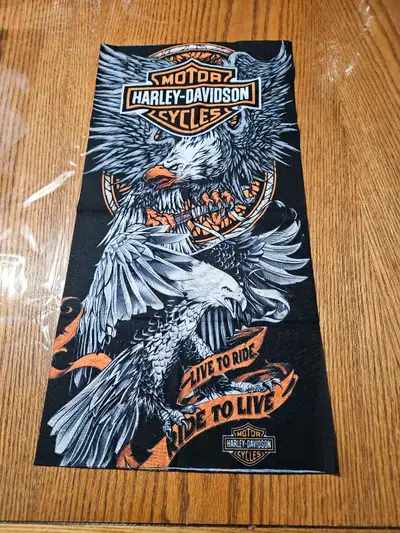 MOTOR
HARLEY-DAVIDSON
CYCLES
LIVE TO RIDE
RIDE TO LIVE
MOTOR
HARLEY-DAVIDSON
CYCLES